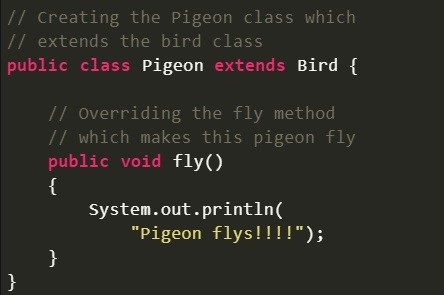 // Creating the Pigeon class which
// extends the bird class
public class Pigeon extends Bird {
// Overriding the fly method
// which makes this pigeon fly
public void fly()
{
System.out.println(
"Pigeon flys!!!!");
}
}